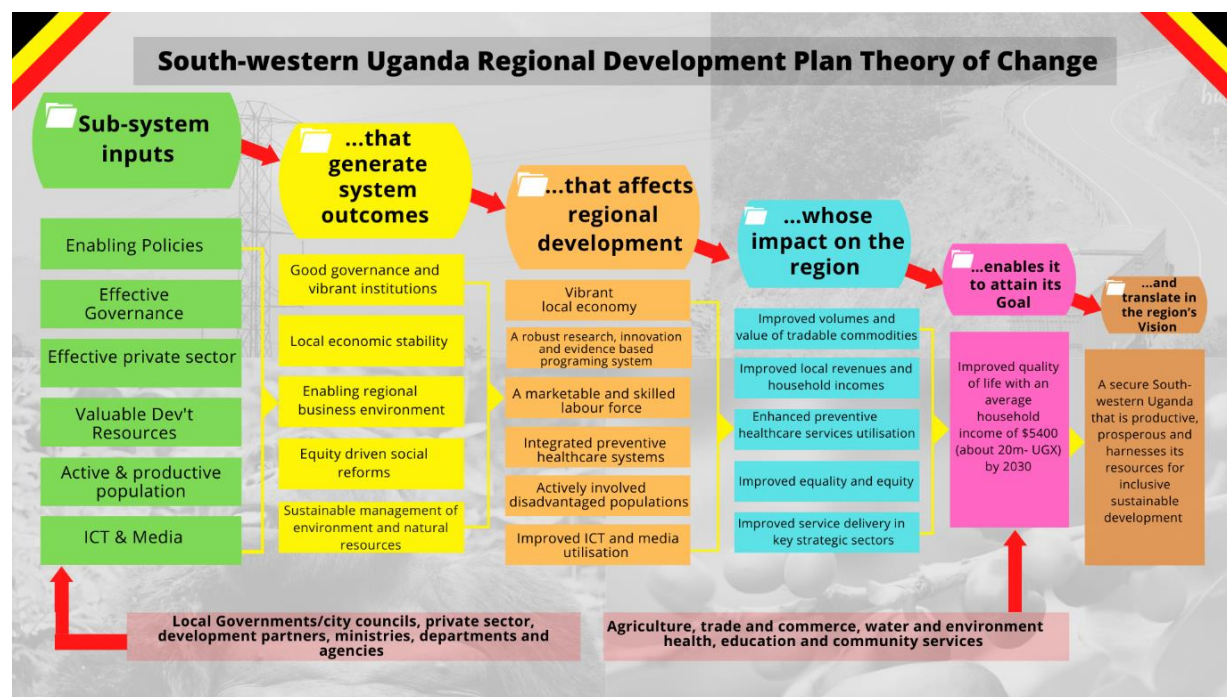 South-western Uganda Regional Development Plan Theory of Change
Sub-system
inputs
Enabling Policies
Effective
Governance
Effective private sector
Valuable Dev't
Resources
Active & productive
population
ICT & Media
...that
generate
system
outcomes
Good governance and
vibrant institutions
Local economic stability
Enabling regional
business environment
Equity driven social
reforms
Sustainable management of
environment and natural
resources
...that affects
regional
development
Vibrant
local economy
A robust research, innovation
and evidence based
programing system
A marketable and skilled
labour force
Integrated preventive
healthcare systems
Actively involved
disadvantaged populations
Improved ICT and media
utilisation
...whose
impact on the
region
Improved volumes and
value of tradable commodities
Improved local revenues and
household incomes
Enhanced preventive
healthcare services utilisation
Improved equality and equity
Improved service delivery in
key strategic sectors
...enables it
to attain its
Goal
Improved quality
of life with an
average
household
income of $5400
(about 20m- UGX)
by 2030
...and
translate in
the region's
Vision
A secure South-
western Uganda
that is productive,
prosperous and
harnesses its
resources for
inclusive
sustainable
development
Local Governments/city councils, private sector,
development partners, ministries, departments and
agencies
Agriculture, trade and commerce, water and environment
health, education and community services